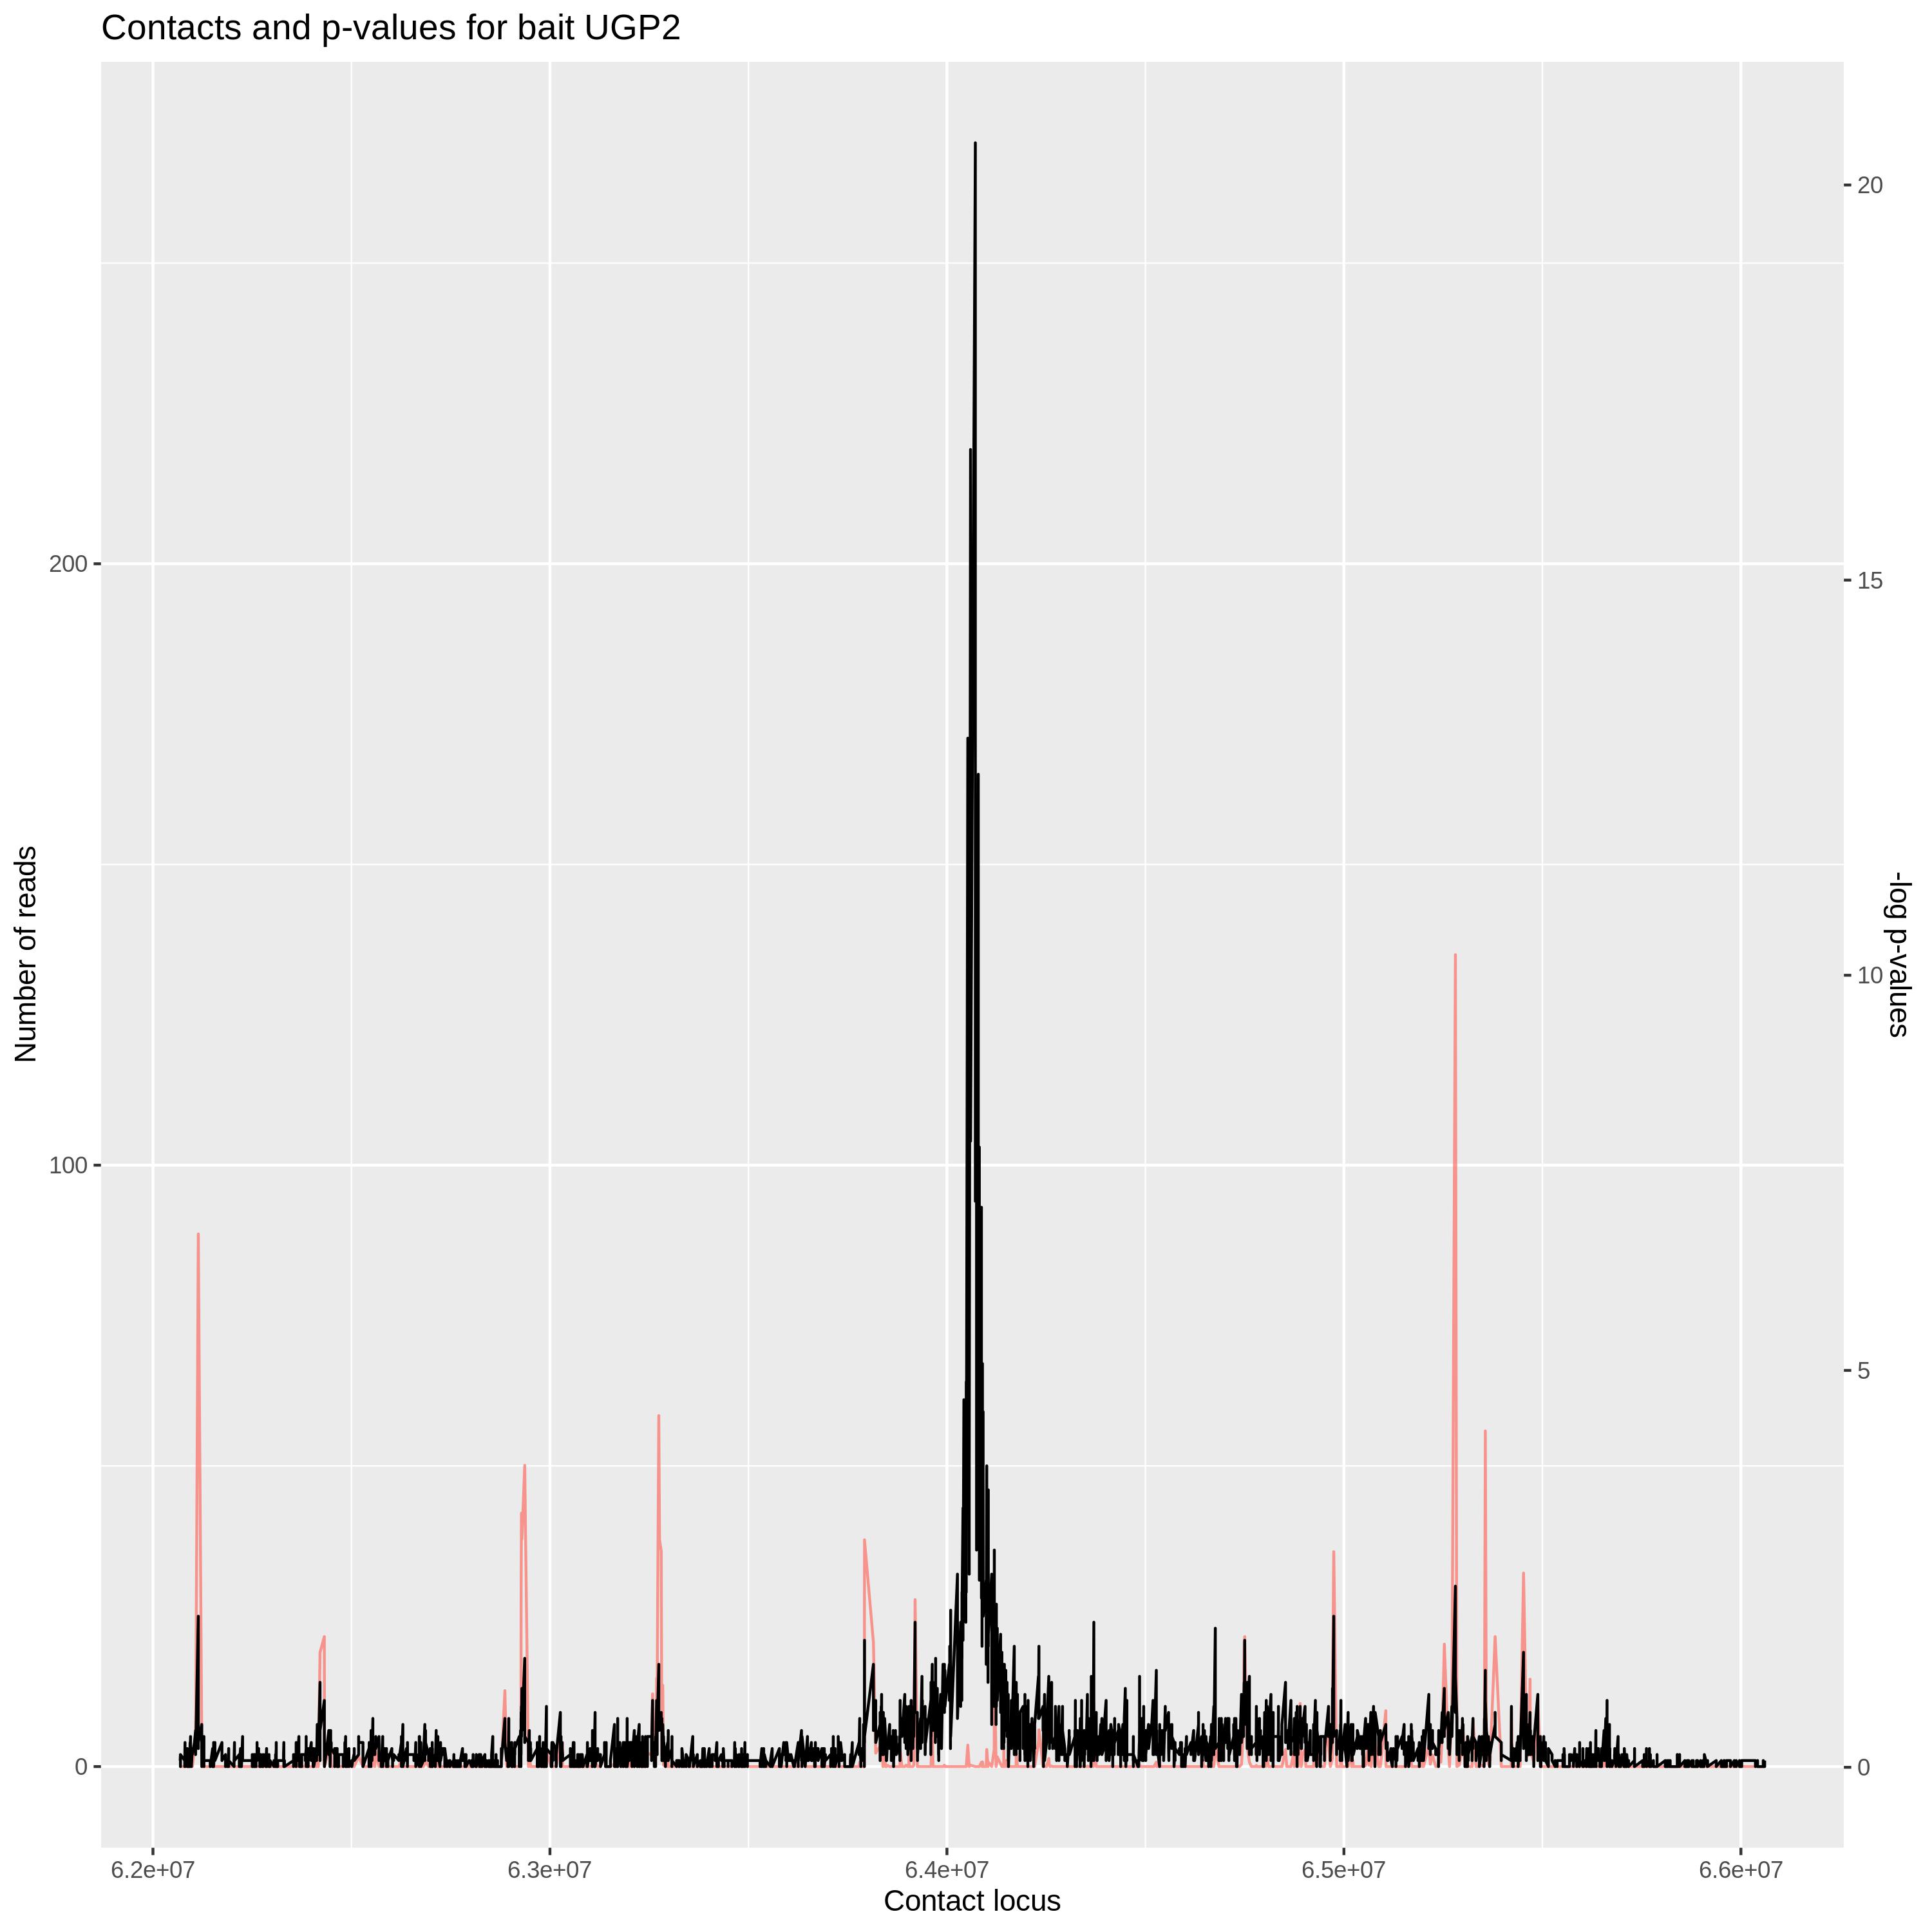 Contacts and p-values for bait UGP2
Number of reads
200
100
0
20
15
10
5
0
-log p-values
6.2e+07
6.3e+07
6.4e+07
6.5e+07
6.6e+07
Contact locus